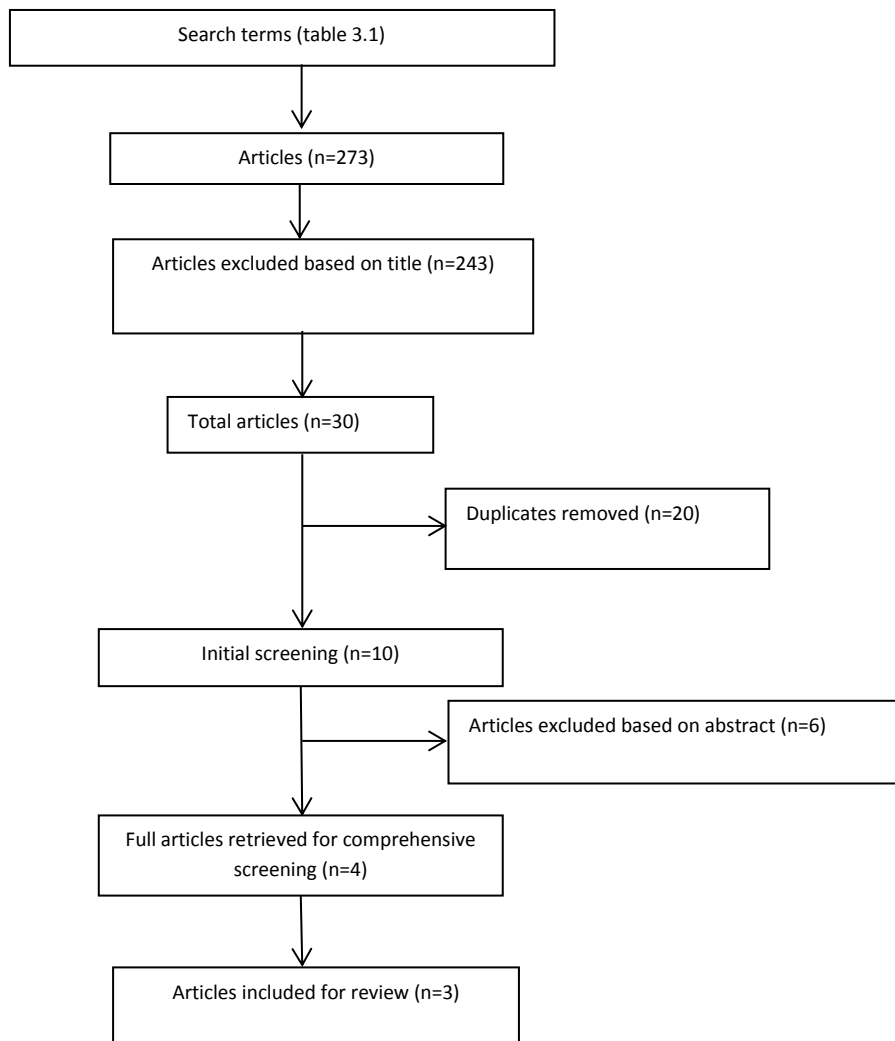 Search terms (table 3.1)
Articles (n=273)
Articles excluded based on title (n=243)
Total articles (n=30)
Duplicates removed (n=20)
Initial screening (n=10)
Articles excluded based on abstract (n=6)
Full articles retrieved for comprehensive
screening (n=4)
Articles included for review (n=3)